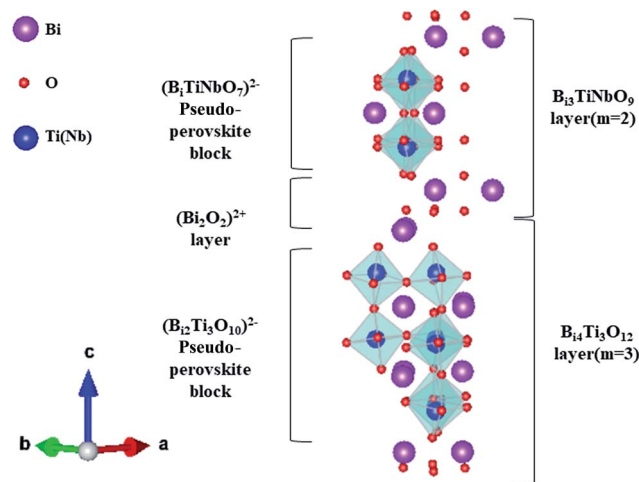 Bi
O
Ti(Nb)
(BiTiNbO7)2-
Pseudo-
perovskite
block
(Bi2O2)2+
layer
(Bi2Ti3O10)2-
Pseudo-
perovskite
block
Bi3TiNbO9
layer(m=2)
Bi4Ti3O12
layer(m=3)
c
b
a